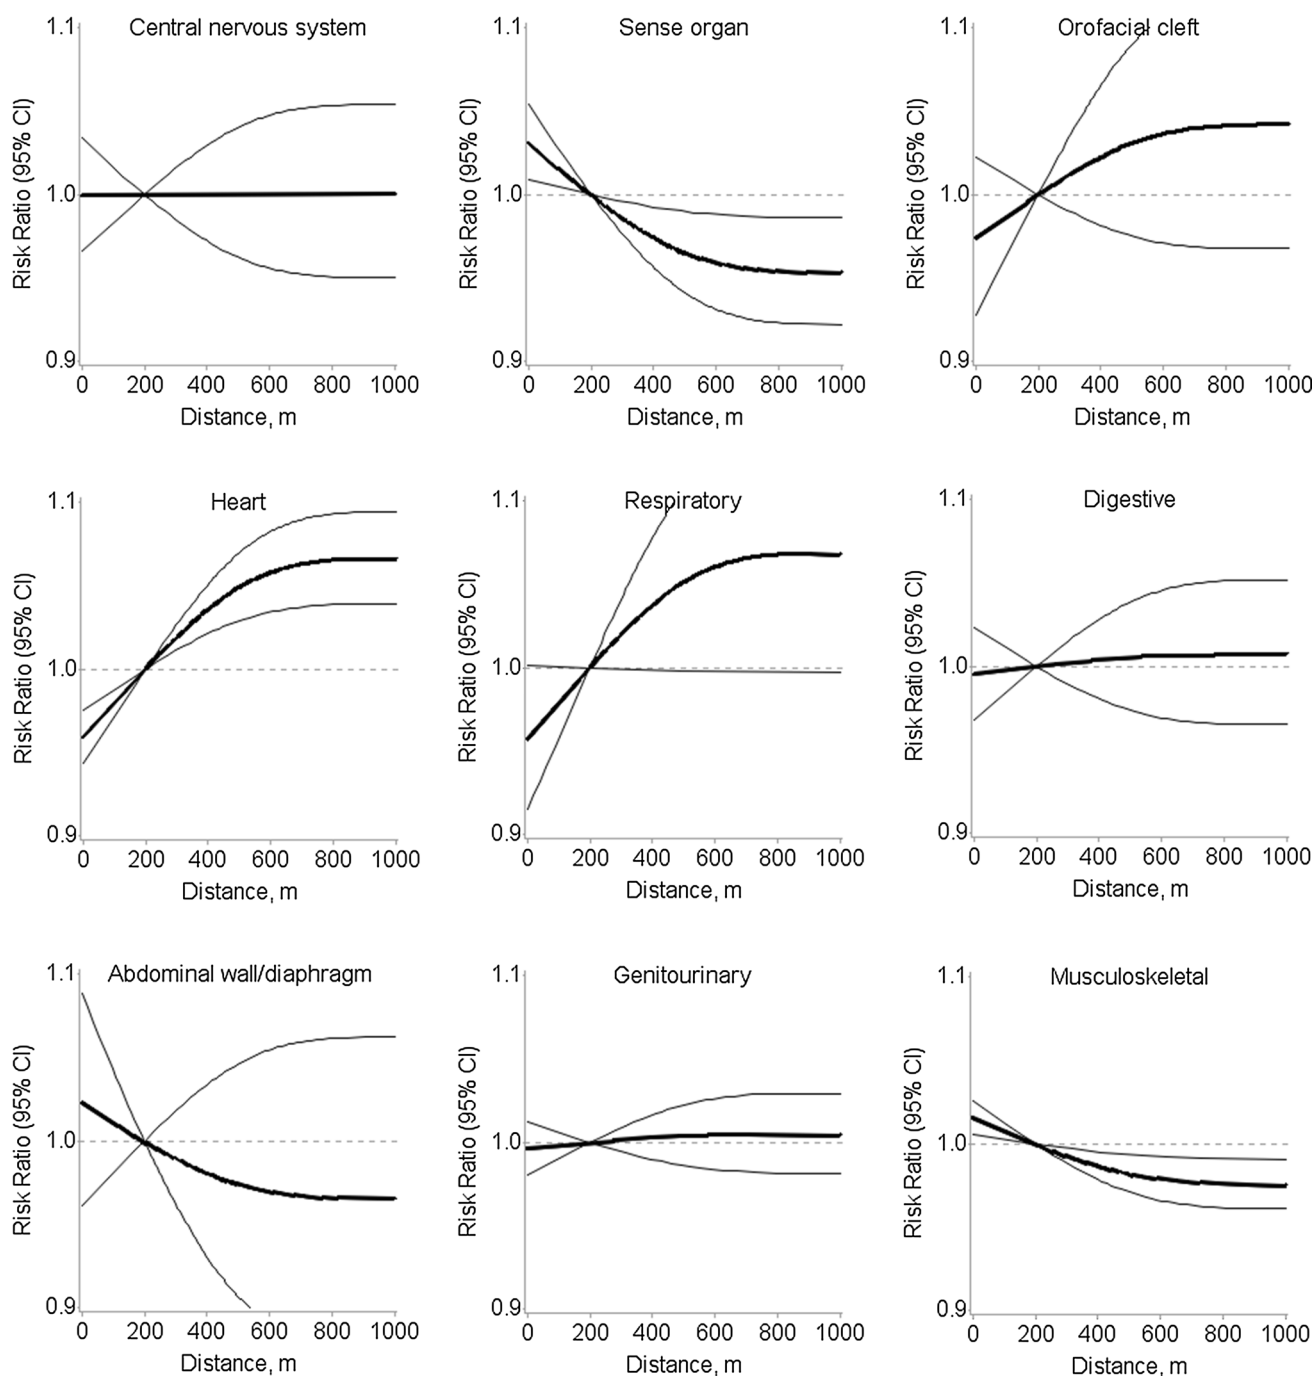 Central nervous system
1.1
1.0
0.9
Risk Ratio (95% CI)
0 200 400 600 800 1000
Distance, m
Sense organ
1.1
1.0
0.9
Risk Ratio (95% CI)
0 200 400 600 800 1000
Distance, m
Orofacial cleft
1.1
1.0
0.9
Risk Ratio (95% CI)
0 200 400 600 800 1000
Distance, m
Heart
1.1
1.0
0.9
Risk Ratio (95% CI)
0 200 400 600 800 1000
Distance, m
Respiratory
1.1
1.0
0.9
Risk Ratio (95% CI)
0 200 400 600 800 1000
Distance, m
Digestive
1.1
1.0
0.9
Risk Ratio (95% CI)
0 200 400 600 800 1000
Distance, m
Abdominal wall/diaphragm
1.1
1.0
0.9
Risk Ratio (95% CI)
0 200 400 600 800 1000
Distance, m
Genitourinary
1.1
1.0
0.9
Risk Ratio (95% CI)
0 200 400 600 800 1000
Distance, m
Musculoskeletal
1.1
1.0
0.9
Risk Ratio (95% CI)
0 200 400 600 800 1000
Distance, m